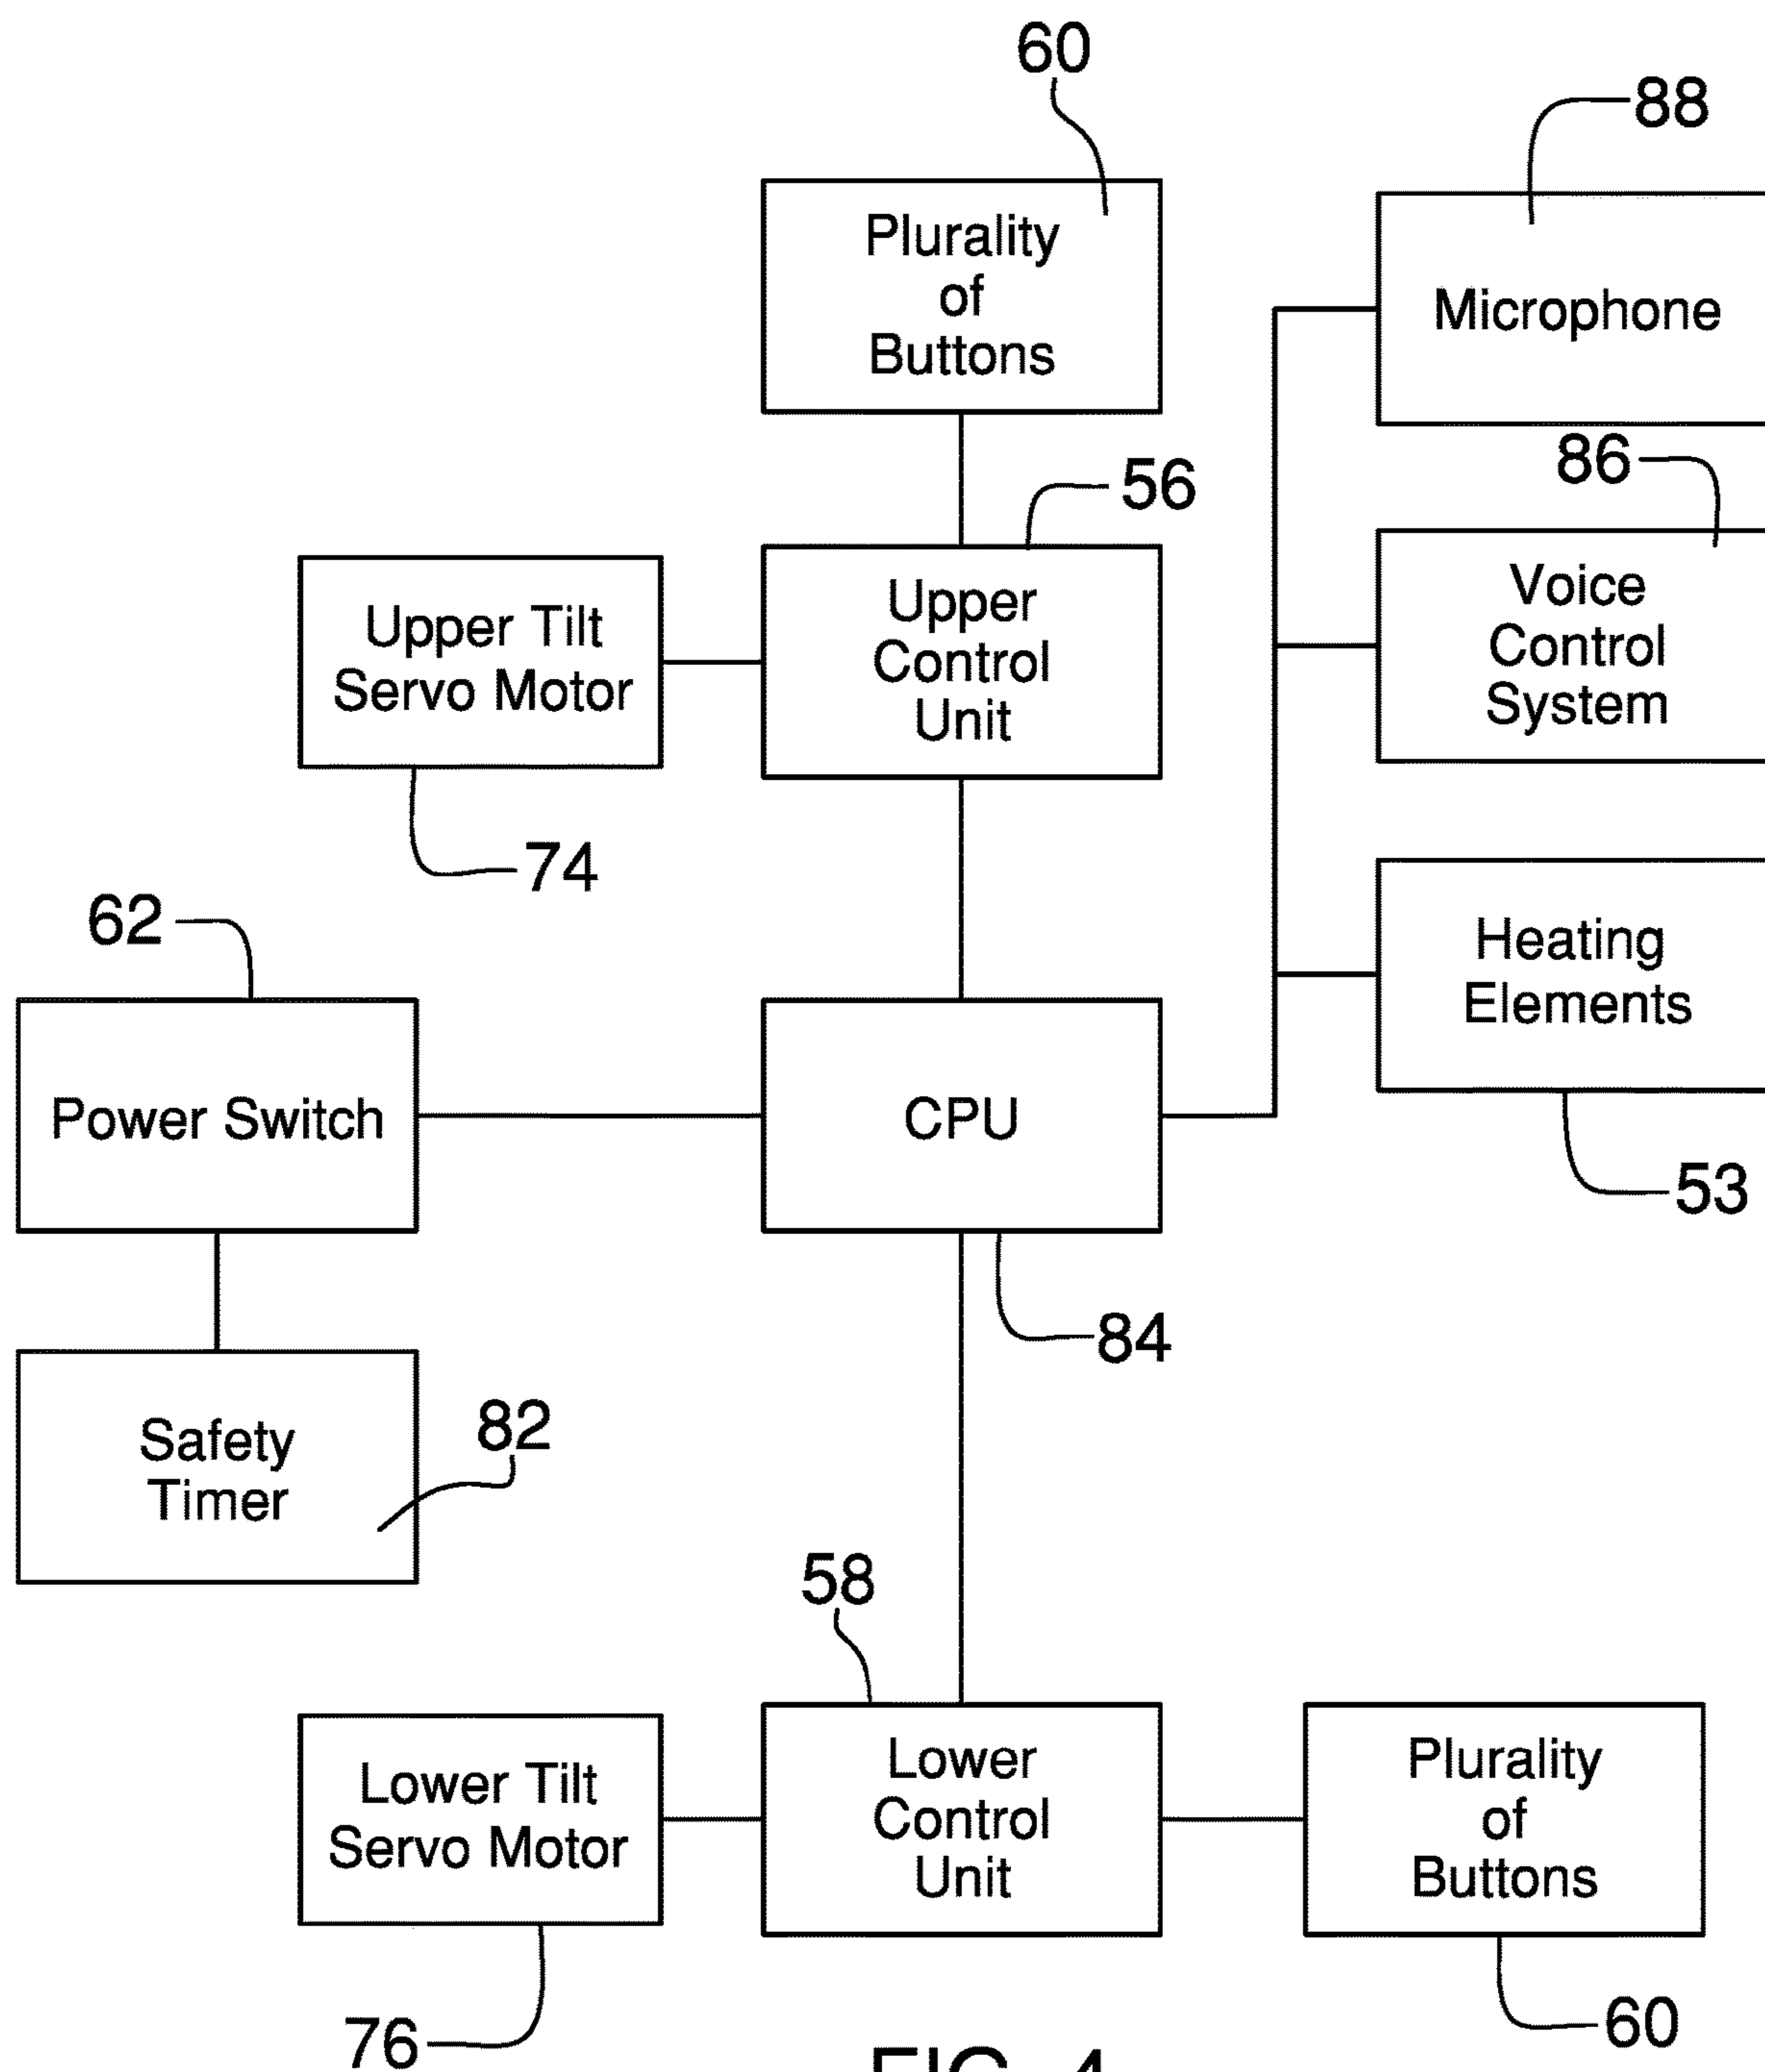 60
88
Plurality
of
Buttons
Microphone
56
86
Upper Tilt
Servo Motor
Upper
Control
Unit
Voice
Control
System
74
62
Heating
Elements
Power Switch
CPU
53
84
Safety
Timer
82
58
Lower Tilt
Servo Motor
Lower
Control
Unit
Plurality
of
Buttons
76
60
FIG. 4